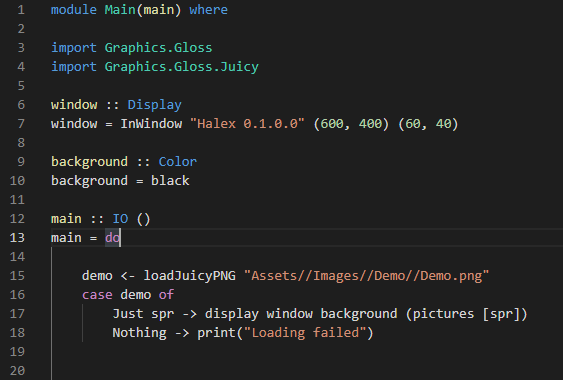 1 module Main(main) where
2
3 import Graphics.Gloss
4 import Graphics.Gloss.Juicy
5
6 window :: Display
7 window = InWindow "Halex 0.1.0.0" (600, 400) (60, 40)
8
9 background :: Color
10 background = black
11
12 main :: IO ()
13 main = do
14
15     demo <- loadJuicyPNG "Assets//Images//Demo//Demo.png"
16     case demo of
17         Just spr -> display window background (pictures [spr])
18         Nothing -> print("Loading failed")
19
20